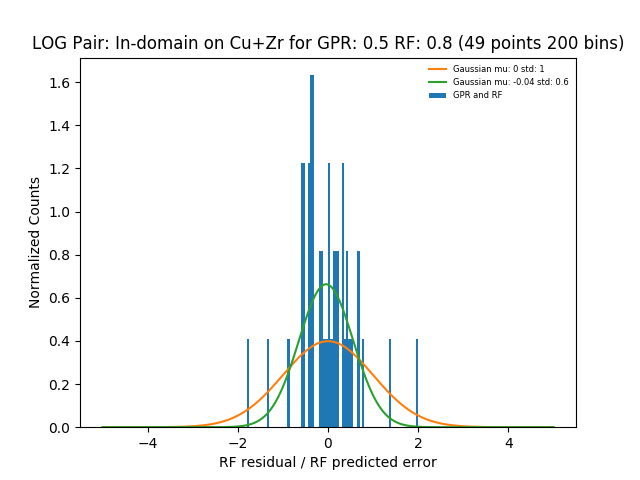 LOG Pair: In-domain on Cu+Zr for GPR: 0.5 RF: 0.8 (49 points 200 bins)
Gaussian mu: 0 std: 1
Gaussian mu: -0.04 std: 0.6
GPR and RF
1.6
1.4
1.2
1.0
0.8
0.6
0.4
0.2
0.0
Normalized Counts
−4 −2 0 2 4
RF residual / RF predicted error